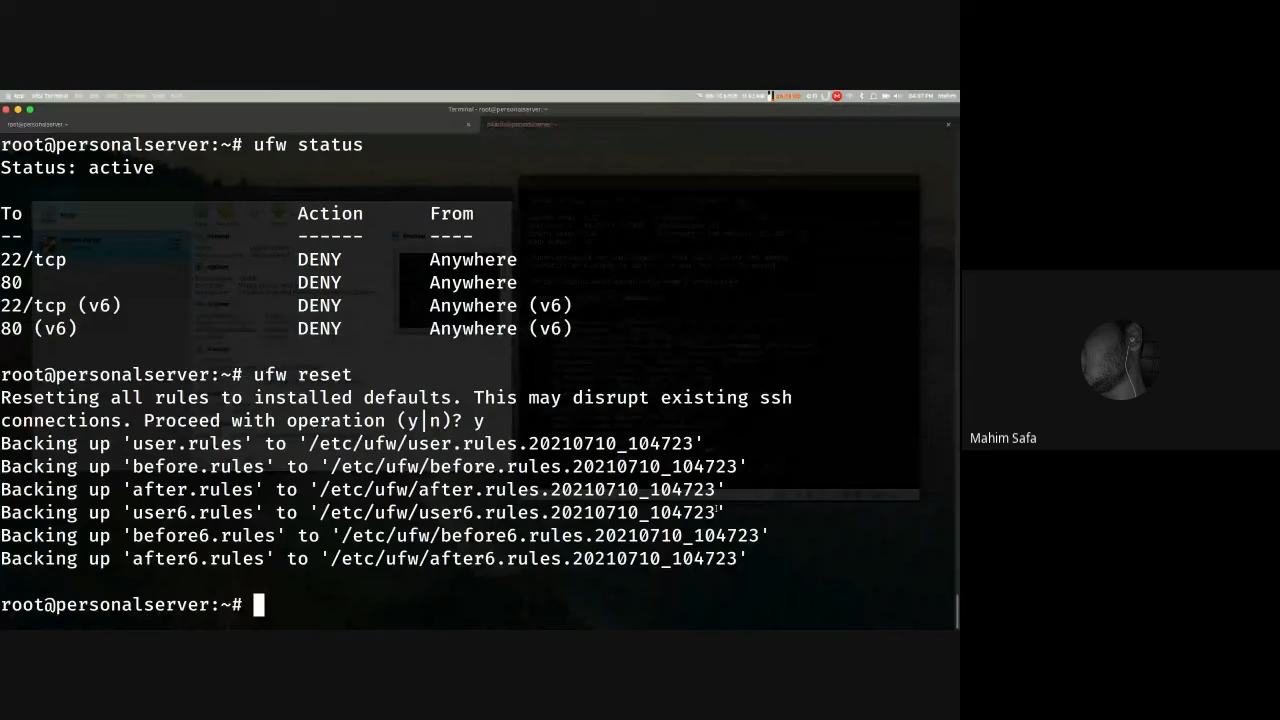 Terminal - root@personalserver:~
root@personalserver:~
root@personalserver:~# ufw status
Status: active
To Action From
-- ------ ----
22/tcp DENY Anywhere
80 DENY Anywhere
22/tcp (v6) DENY Anywhere (v6)
80 (v6) DENY Anywhere (v6)
root@personalserver:~# ufw reset
Resetting all rules to installed defaults. This may disrupt existing ssh
connections. Proceed with operation (y|n)? y
Backing up 'user.rules' to '/etc/ufw/user.rules.20210710_104723'
Backing up 'before.rules' to '/etc/ufw/before.rules.20210710_104723'
Backing up 'after.rules' to '/etc/ufw/after.rules.20210710_104723'
Backing up 'user6.rules' to '/etc/ufw/user6.rules.20210710_104723'
Backing up 'before6.rules' to '/etc/ufw/before6.rules.20210710_104723'
Backing up 'after6.rules' to '/etc/ufw/after6.rules.20210710_104723'
root@personalserver:~#
Mahim Safa